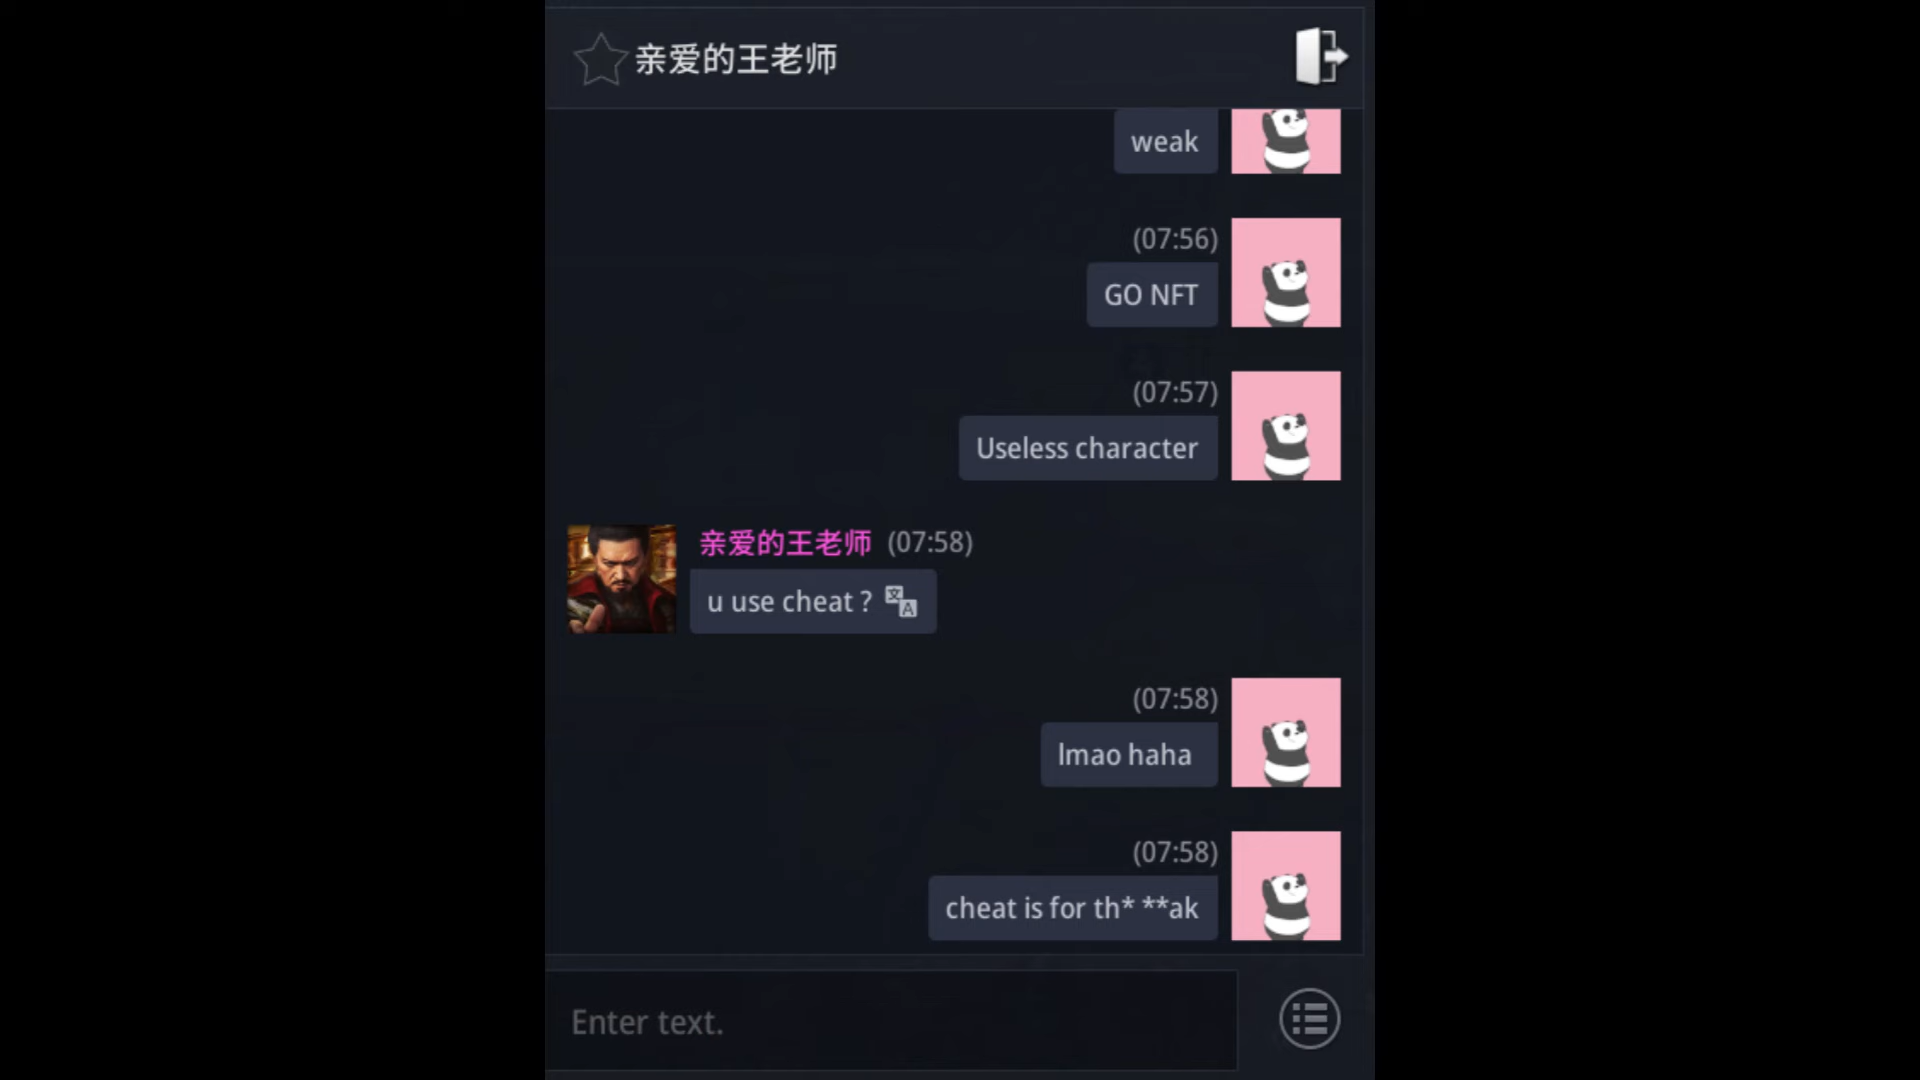 亲爱的王老师
weak
(07:56)
GO NFT
(07:57)
Useless character
亲爱的王老师 (07:58)
u use cheat ?
(07:58)
lmao haha
(07:58)
cheat is for th* **ak
Enter text.